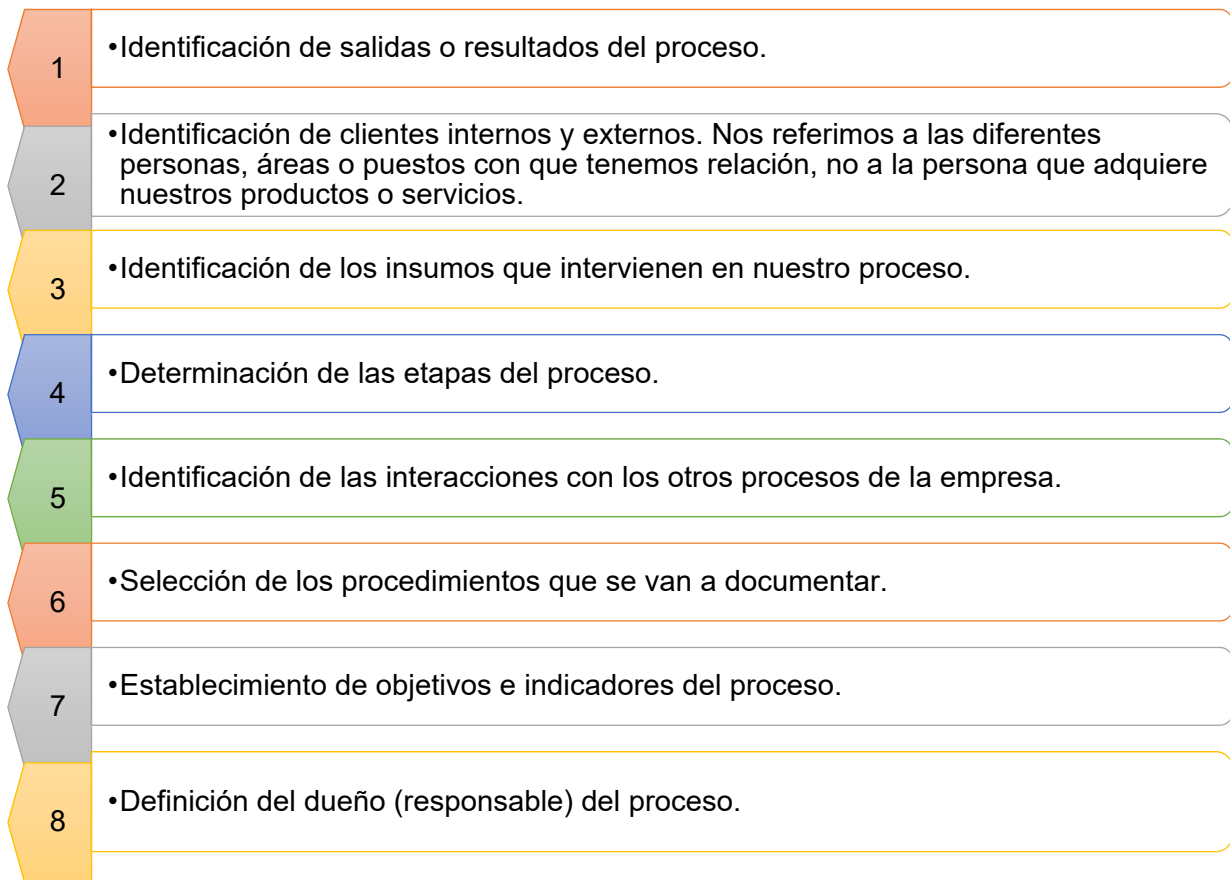 1
•Identificación de salidas o resultados del proceso.
2
•Identificación de clientes internos y externos. Nos referimos a las diferentes
personas, áreas o puestos con que tenemos relación, no a la persona que adquiere
nuestros productos o servicios.
3
•Identificación de los insumos que intervienen en nuestro proceso.
4
•Determinación de las etapas del proceso.
5
•Identificación de las interacciones con los otros procesos de la empresa.
6
•Selección de los procedimientos que se van a documentar.
7
•Establecimiento de objetivos e indicadores del proceso.
8
•Definición del dueño (responsable) del proceso.